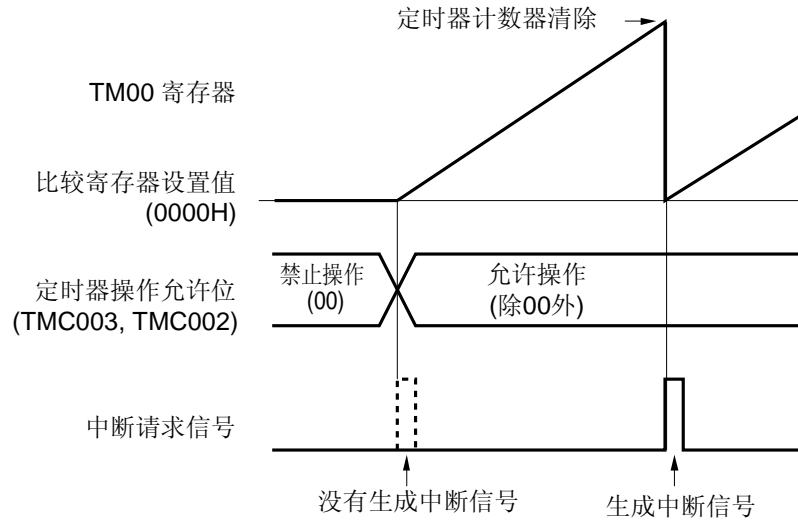 定时器计数器清除
TM00 寄存器
比较寄存器设置值
(0000H)
定时器操作允许位
(TMC003, TMC002)
禁止操作
(00)
允许操作
(除00外)
中断请求信号
没有生成中断信号
生成中断信号